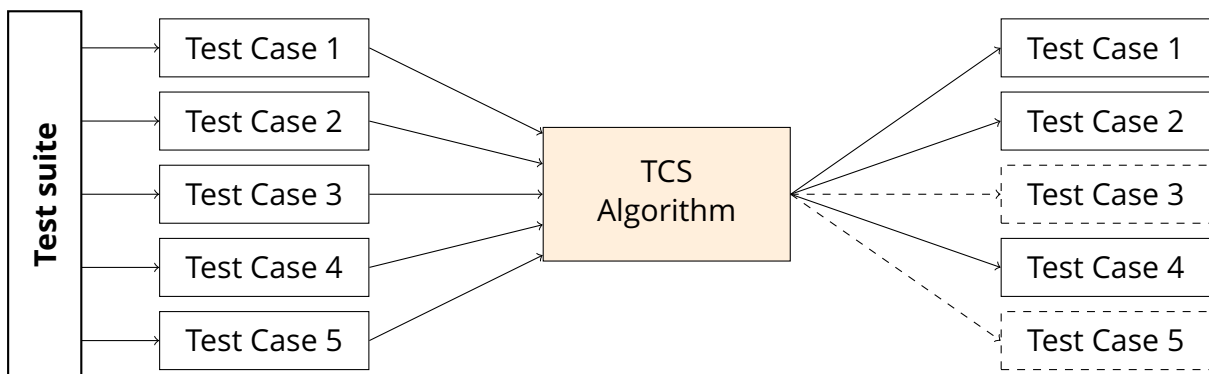 Test suite
Test Case 1
Test Case 2
Test Case 3
Test Case 4
Test Case 5
TCS
Algorithm
Test Case 1
Test Case 2
Test Case 3
Test Case 4
Test Case 5